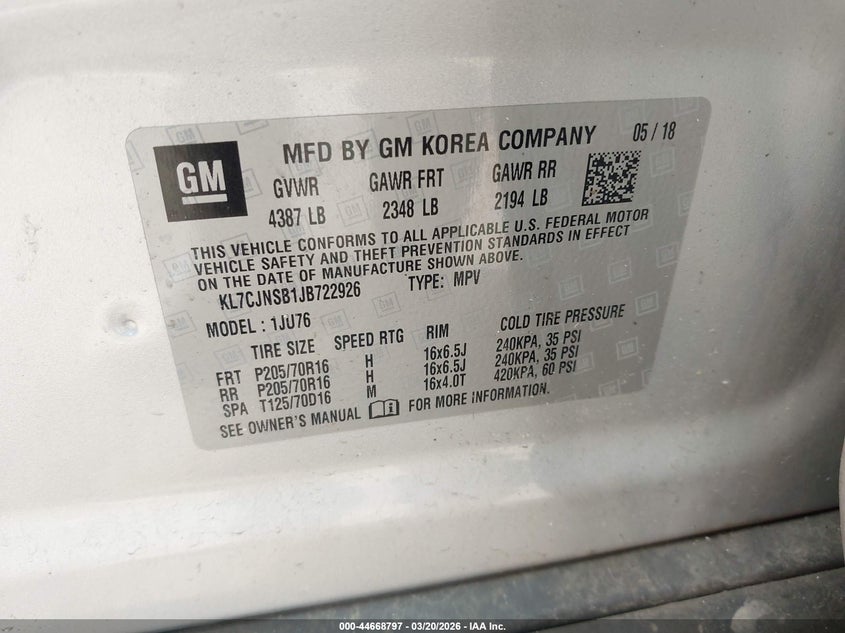 GM
MFD BY GM KOREA COMPANY 05 / 18
GVWR GAWR FRT GAWR RR
4387 LB 2348 LB 2194 LB
THIS VEHICLE CONFORMS TO ALL APPLICABLE U.S. FEDERAL MOTOR
VEHICLE SAFETY AND THEFT PREVENTION STANDARDS IN EFFECT
ON THE DATE OF MANUFACTURE SHOWN ABOVE.
KL7CJNSB1JB722926 TYPE: MPV
MODEL : 1JU76
TIRE SIZE SPEED RTG RIM COLD TIRE PRESSURE
FRT P205/70R16 H 16x6.5J 240KPA, 35 PSI
RR P205/70R16 H 16x6.5J 240KPA, 35 PSI
SPA T125/70D16 M 16x4.0T 420KPA, 60 PSI
SEE OWNER'S MANUAL FOR MORE INFORMATION.
000-44668797 — 03/20/2026 — IAA Inc.